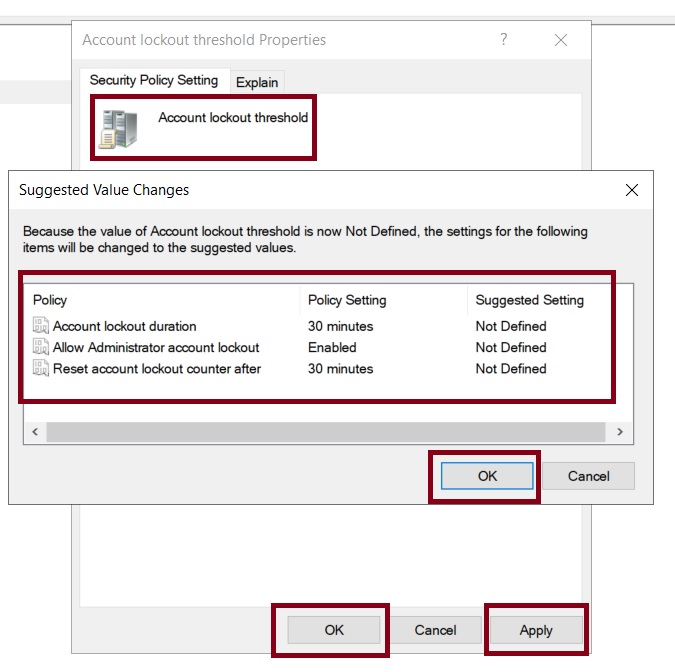 Account lockout threshold Properties
?
Security Policy Setting
Explain
Account lockout threshold
Suggested Value Changes
Because the value of Account lockout threshold is now Not Defined, the settings for the following
items will be changed to the suggested values.
Policy Policy Setting Suggested Setting
Account lockout duration 30 minutes Not Defined
Allow Administrator account lockout Enabled Not Defined
Reset account lockout counter after 30 minutes Not Defined
OK Cancel
OK Cancel Apply